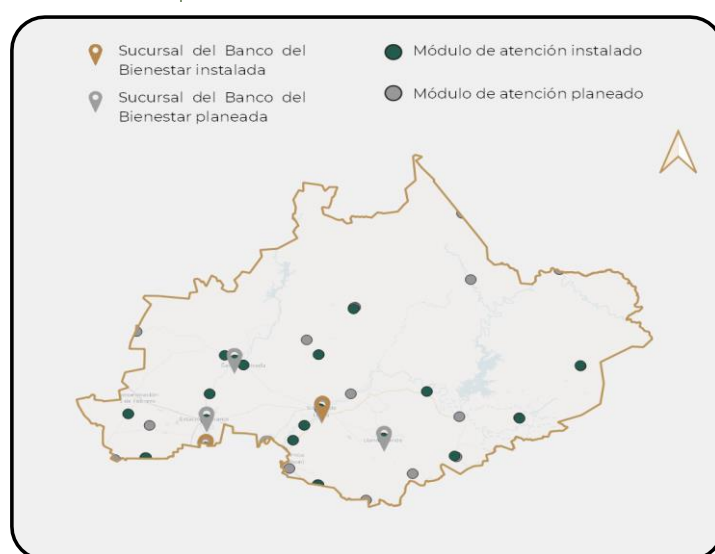 Sucursal del Banco del
Bienestar instalada
Sucursal del Banco del
Bienestar planeada
Módulo de atención instalado
Módulo de atención planeado